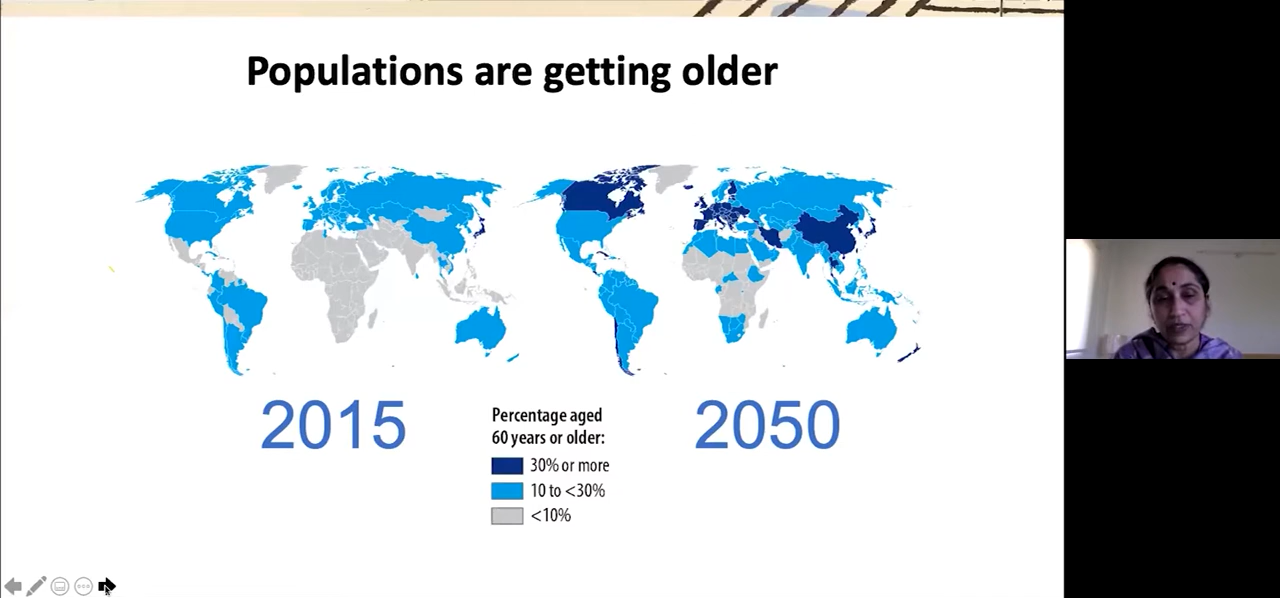 Populations are getting older
2015
2050
Percentage aged
60 years or older:
30% or more
10 to <30%
<10%